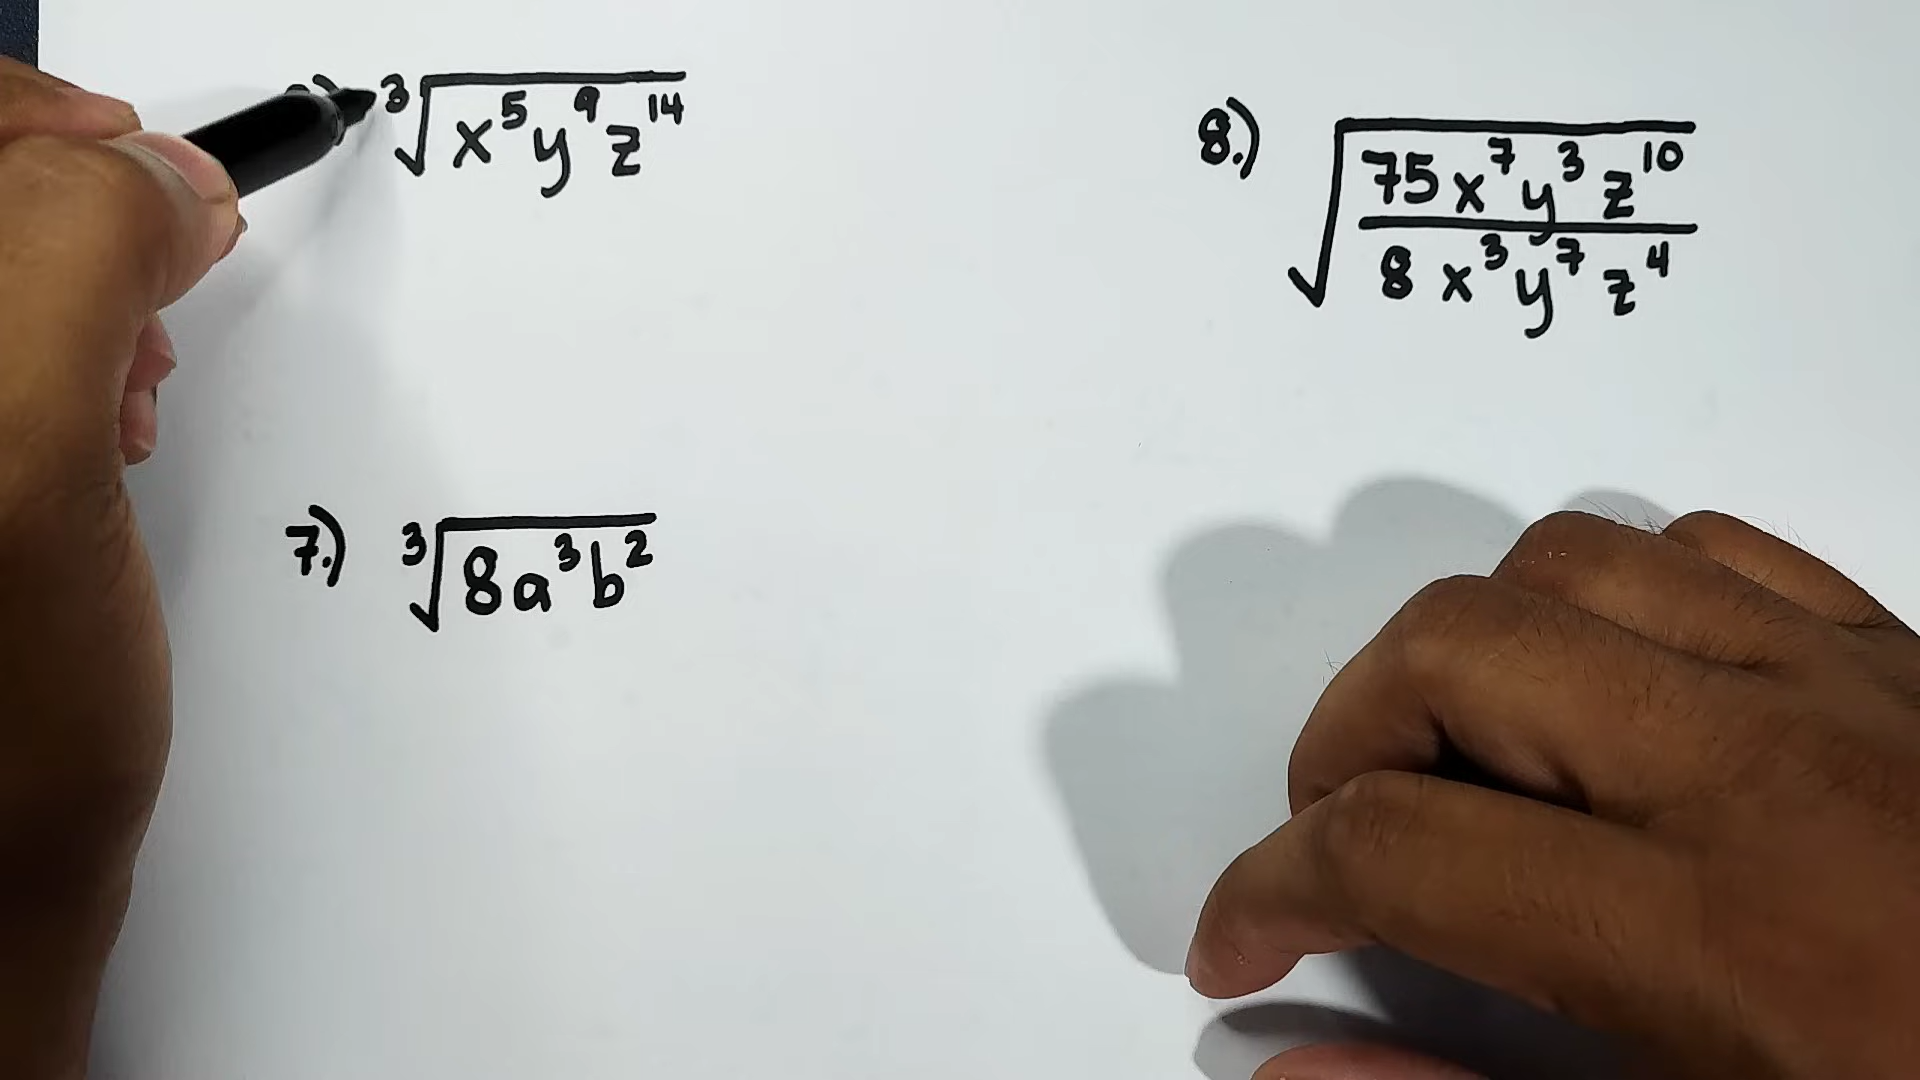 ∛(x⁵y⁹z¹⁴)
7.) ∛(8a³b²)
8.) √(75x⁷y³z¹⁰ / 8x³y⁷z⁴)